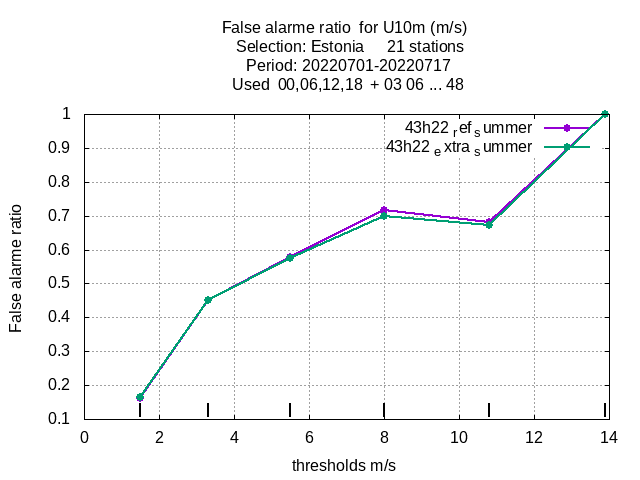 False alarme ratio  for U10m (m/s)
Selection: Estonia     21 stations
Period: 20220701-20220717
Used  00,06,12,18  + 03 06 ... 48
43h22 ref summer
43h22 extra summer
1
0.9
0.8
0.7
0.6
0.5
0.4
0.3
0.2
0.1
False alarme ratio
0 2 4 6 8 10 12 14
thresholds m/s